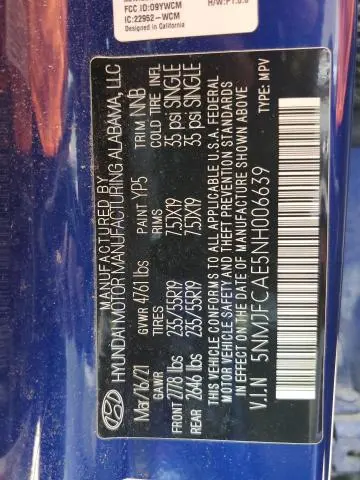 FCC ID:O9YWCM
IC:22952-WCM
Designed in California
MANUFACTURED BY
HYUNDAI MOTOR MANUFACTURING ALABAMA, LLC
Mar/16/21 GVWR 4761 lbs PAINT YP5 TRIM NNB
TIRES RIMS COLD TIRE INFL
FRONT 2778 lbs 235/55R19 7.5JX19 35 psi SINGLE
REAR 2646 lbs 235/55R19 7.5JX19 35 psi SINGLE
THIS VEHICLE CONFORMS TO ALL APPLICABLE U.S.A. FEDERAL
MOTOR VEHICLE SAFETY AND THEFT PREVENTION STANDARDS
IN EFFECT ON THE DATE OF MANUFACTURE SHOWN ABOVE.
V.I.N 5NMJFCAE5NH006639 TYPE: MPV